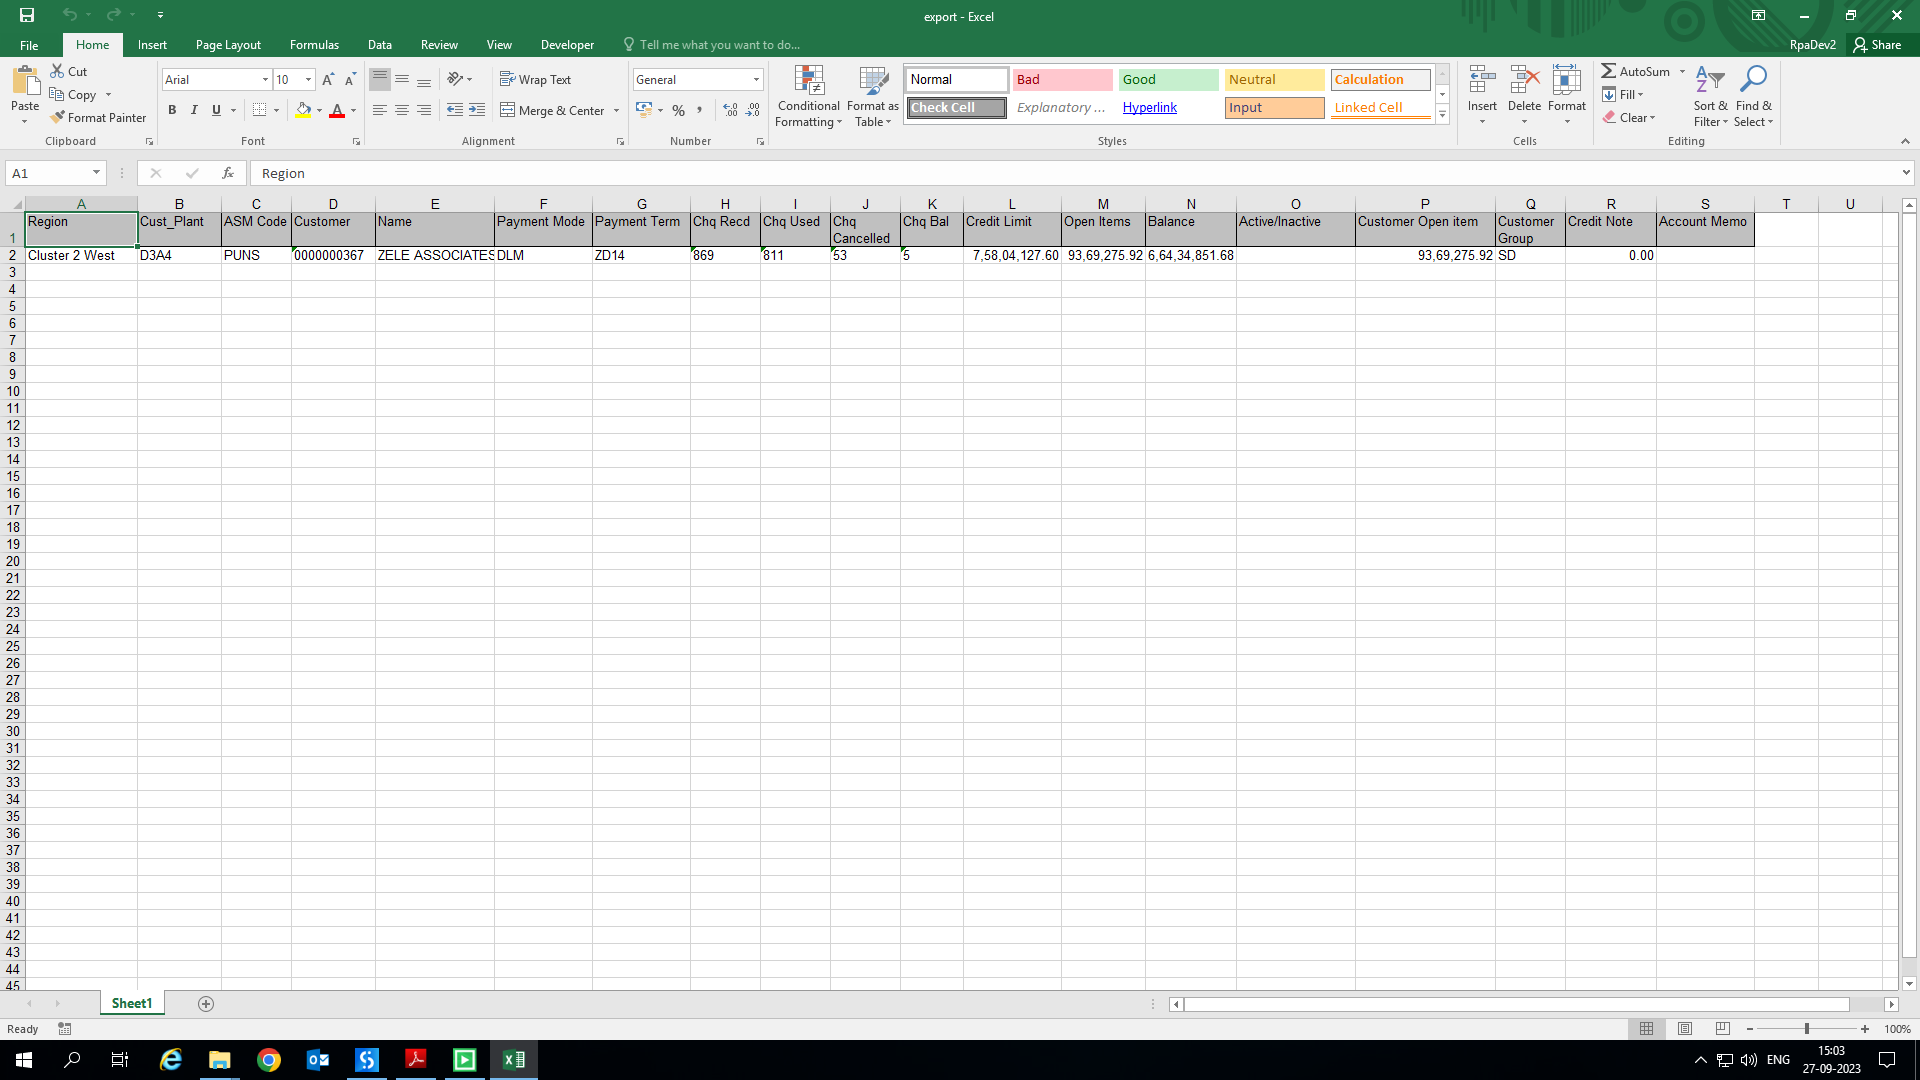 export - Excel
File Home Insert Page Layout Formulas Data Review View Developer Tell me what you want to do... RpaDev2 Share
Paste Cut Copy Format Painter Clipboard
Arial 10 B I U Font
Wrap Text Merge & Center Alignment
General % , Number
Conditional Formatting Format as Table
Normal Bad Good Neutral Calculation
Check Cell Explanatory ... Hyperlink Input Linked Cell
Styles
Insert Delete Format Cells
AutoSum Fill Clear Sort & Filter Find & Select Editing
A1 fx Region
A B C D E F G H I J K L M N O P Q R S T U
1 Region Cust_Plant ASM Code Customer Name Payment Mode Payment Term Chq Recd Chq Used Chq Cancelled Chq Bal Credit Limit Open Items Balance Active/Inactive Customer Open item Customer Group Credit Note Account Memo
2 Cluster 2 West D3A4 PUNS 0000000367 ZELE ASSOCIATES DLM ZD14 869 811 53 5 7,58,04,127.60 93,69,275.92 6,64,34,851.68 93,69,275.92 SD 0.00
3
4
5
6
7
8
9
10
11
12
13
14
15
16
17
18
19
20
21
22
23
24
25
26
27
28
29
30
31
32
33
34
35
36
37
38
39
40
41
42
43
44
45
Sheet1
Ready 100%
ENG 15:03
27-09-2023